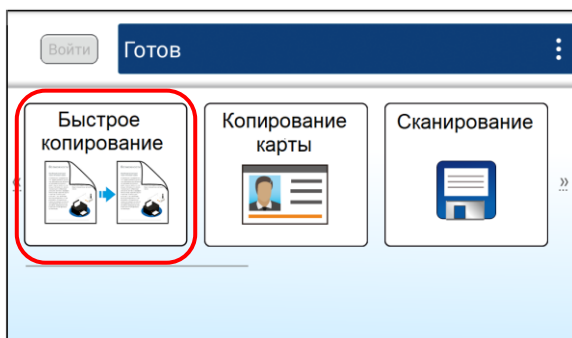 Войти
Готов
«
Быстрое
копирование
Копирование
карты
Сканирование
»